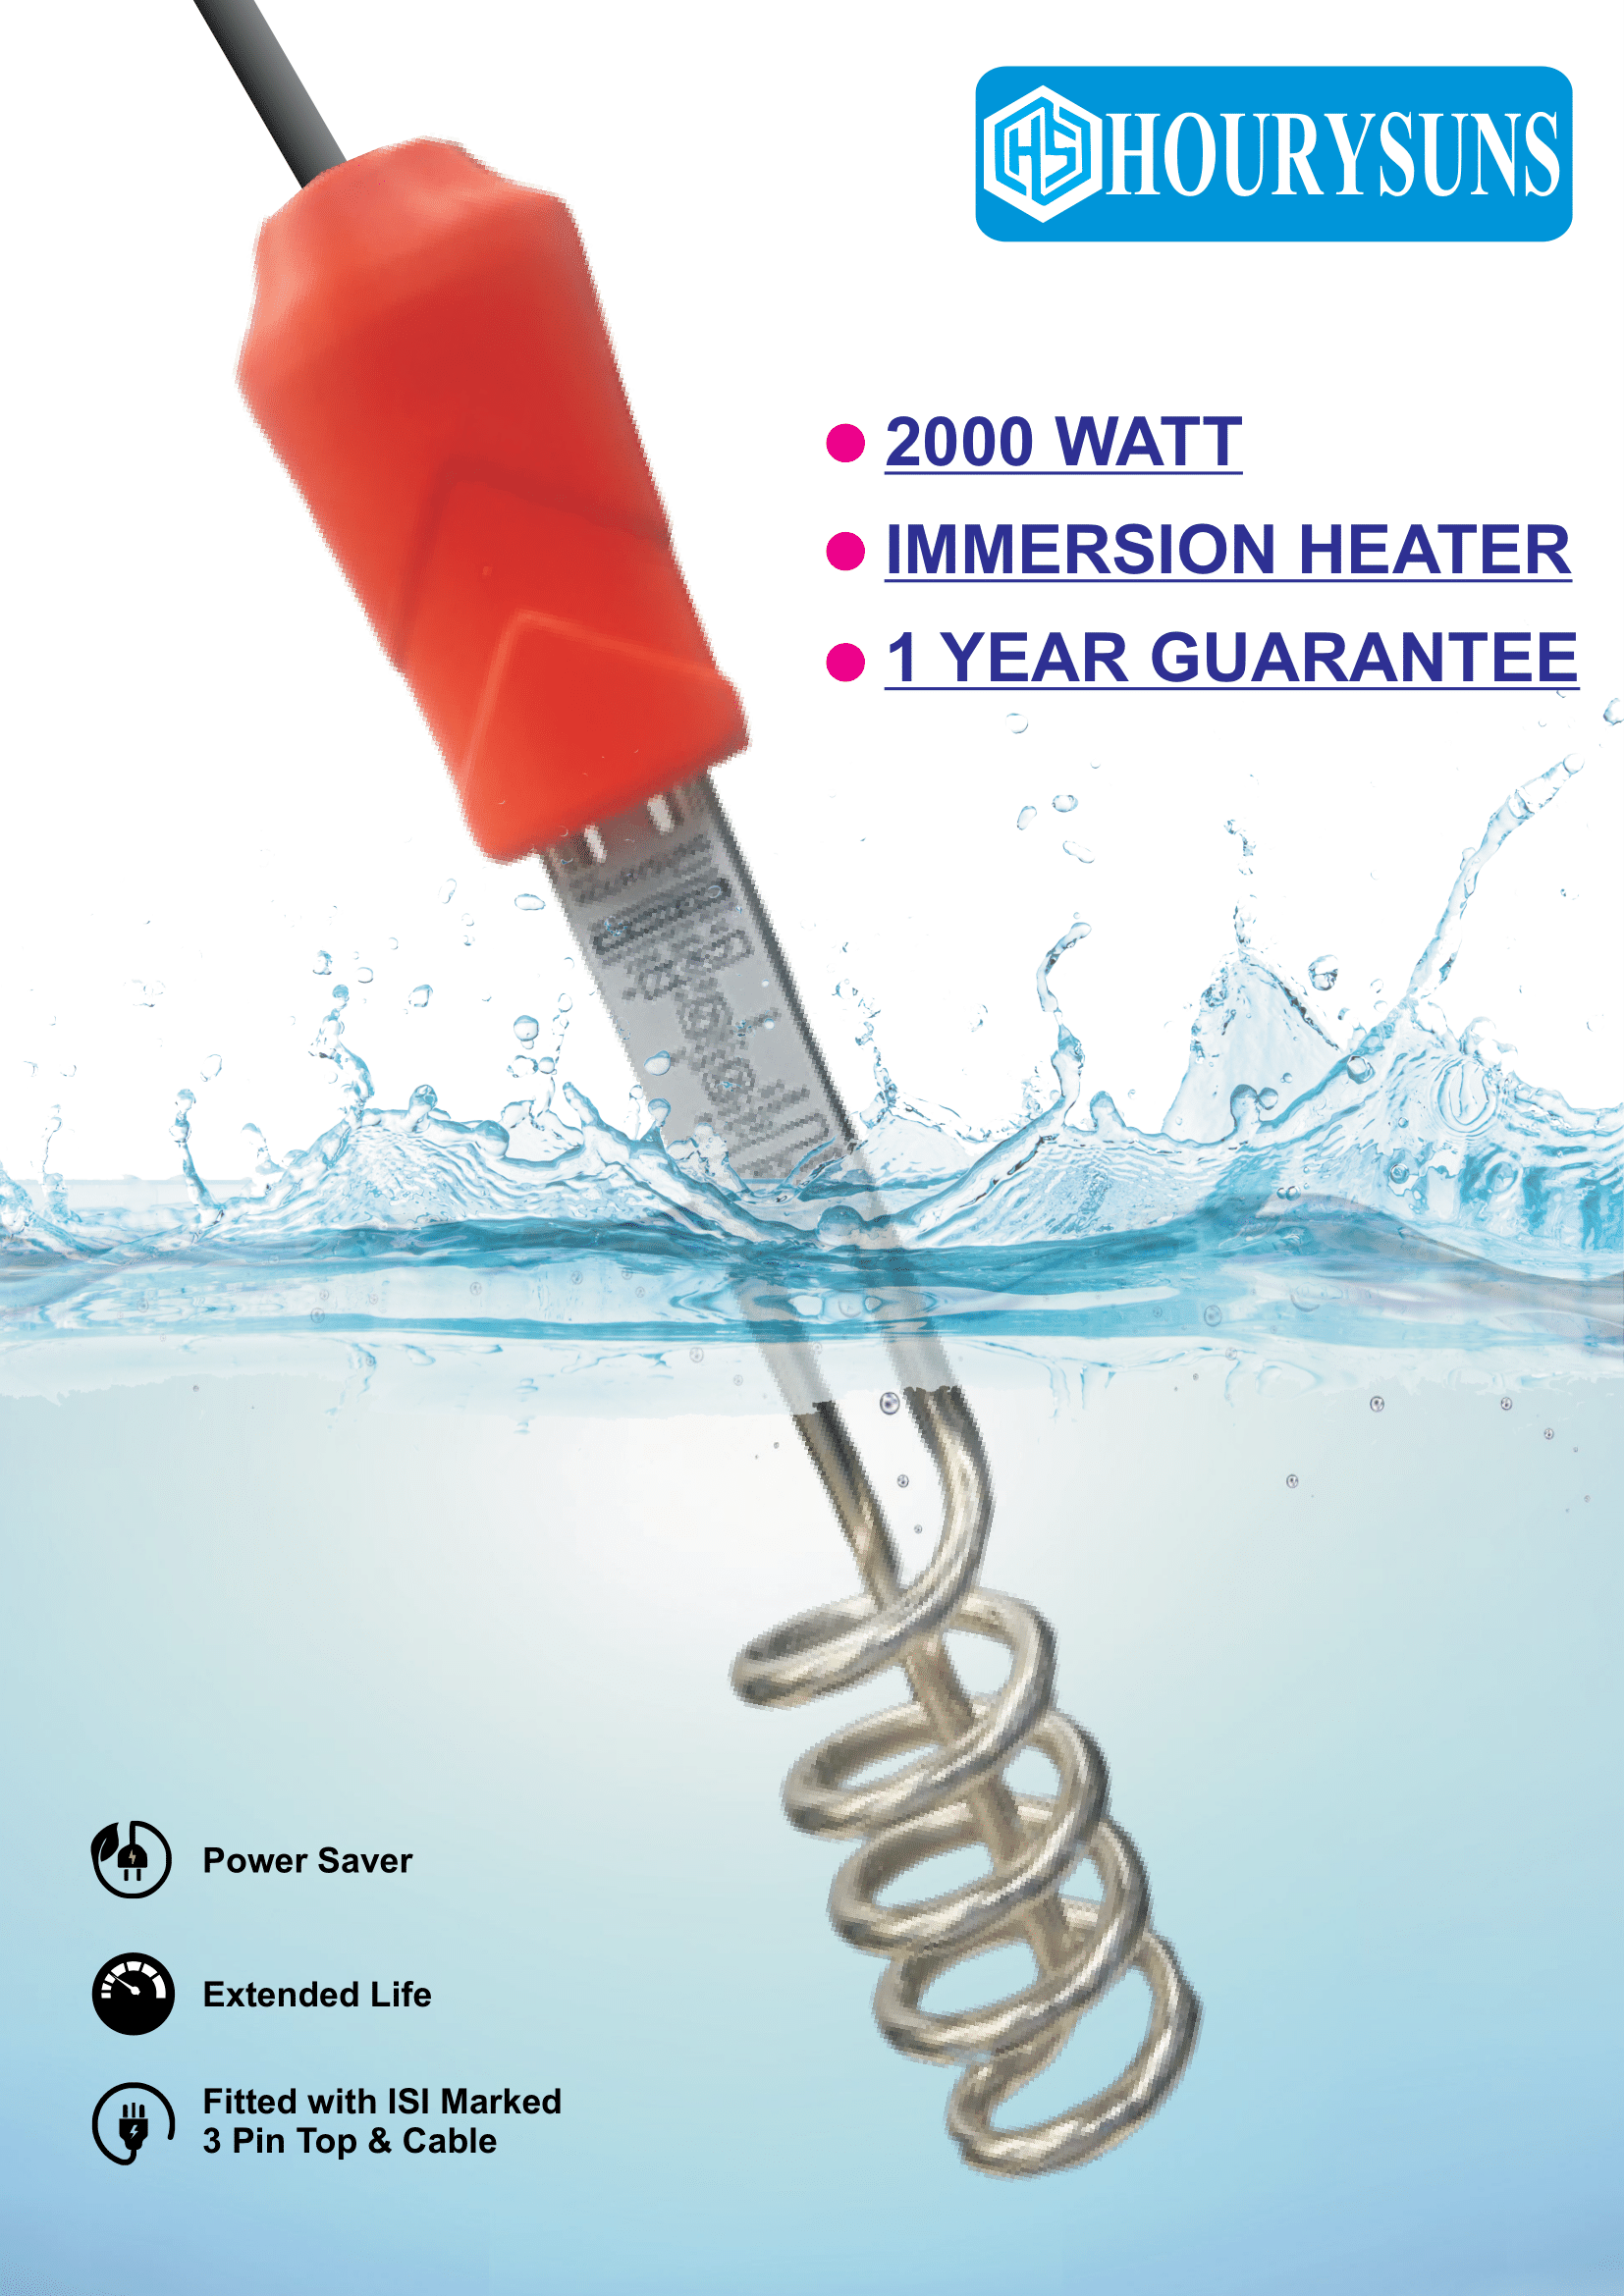 HS HOURYSUNS
2000 WATT
IMMERSION HEATER
1 YEAR GUARANTEE
Power Saver
Extended Life
Fitted with ISI Marked
3 Pin Top & Cable